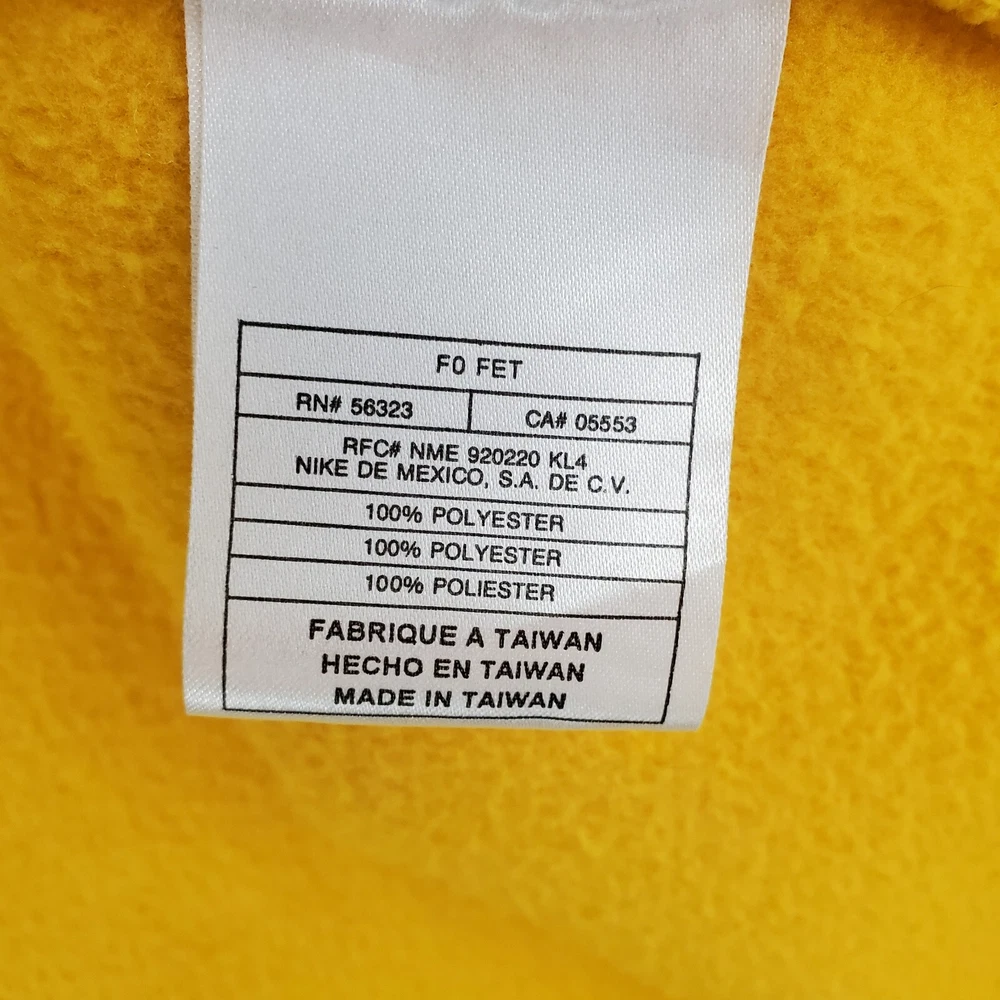 F0 FET
RN# 56323 CA# 05553
RFC# NME 920220 KL4
NIKE DE MEXICO, S.A. DE C.V.
100% POLYESTER
100% POLYESTER
100% POLIESTER
FABRIQUE A TAIWAN
HECHO EN TAIWAN
MADE IN TAIWAN